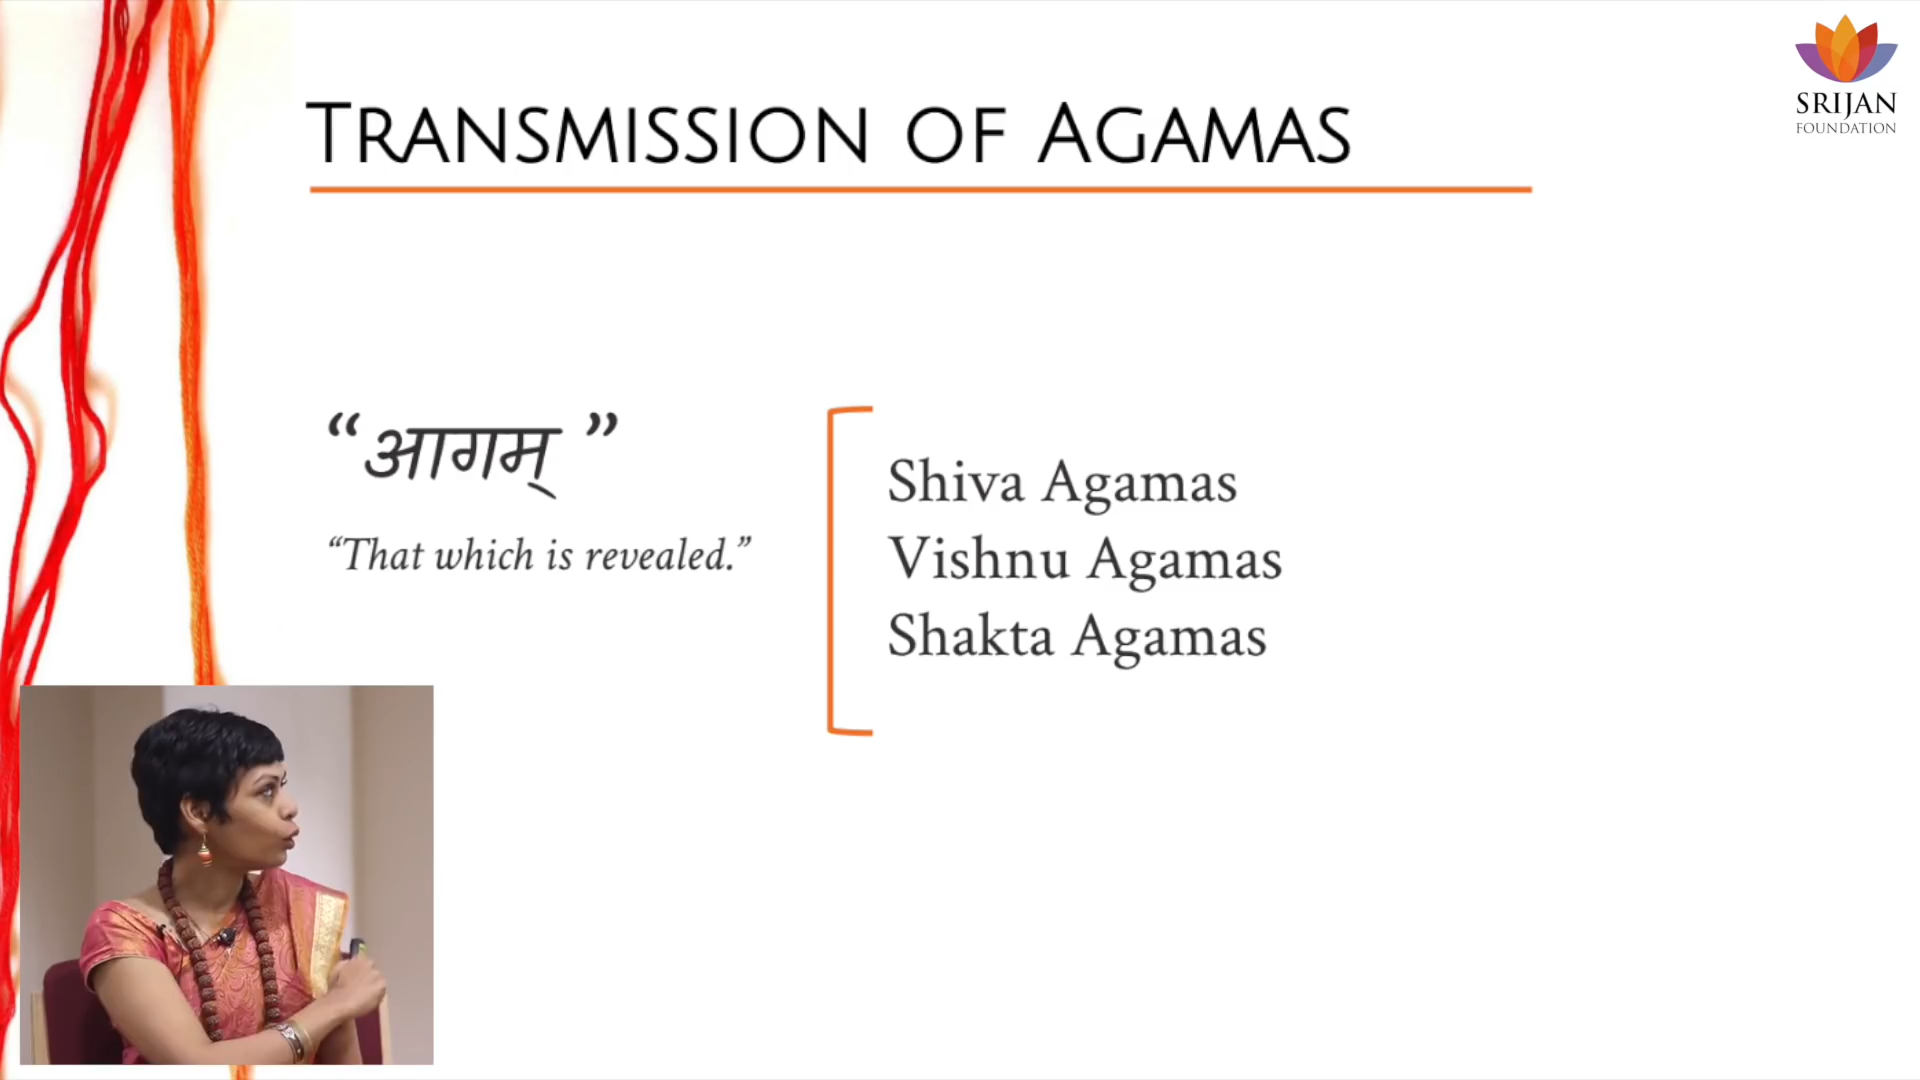 SRIJAN
FOUNDATION
TRANSMISSION OF AGAMAS
“आगम् ”
“That which is revealed.”
Shiva Agamas
Vishnu Agamas
Shakta Agamas